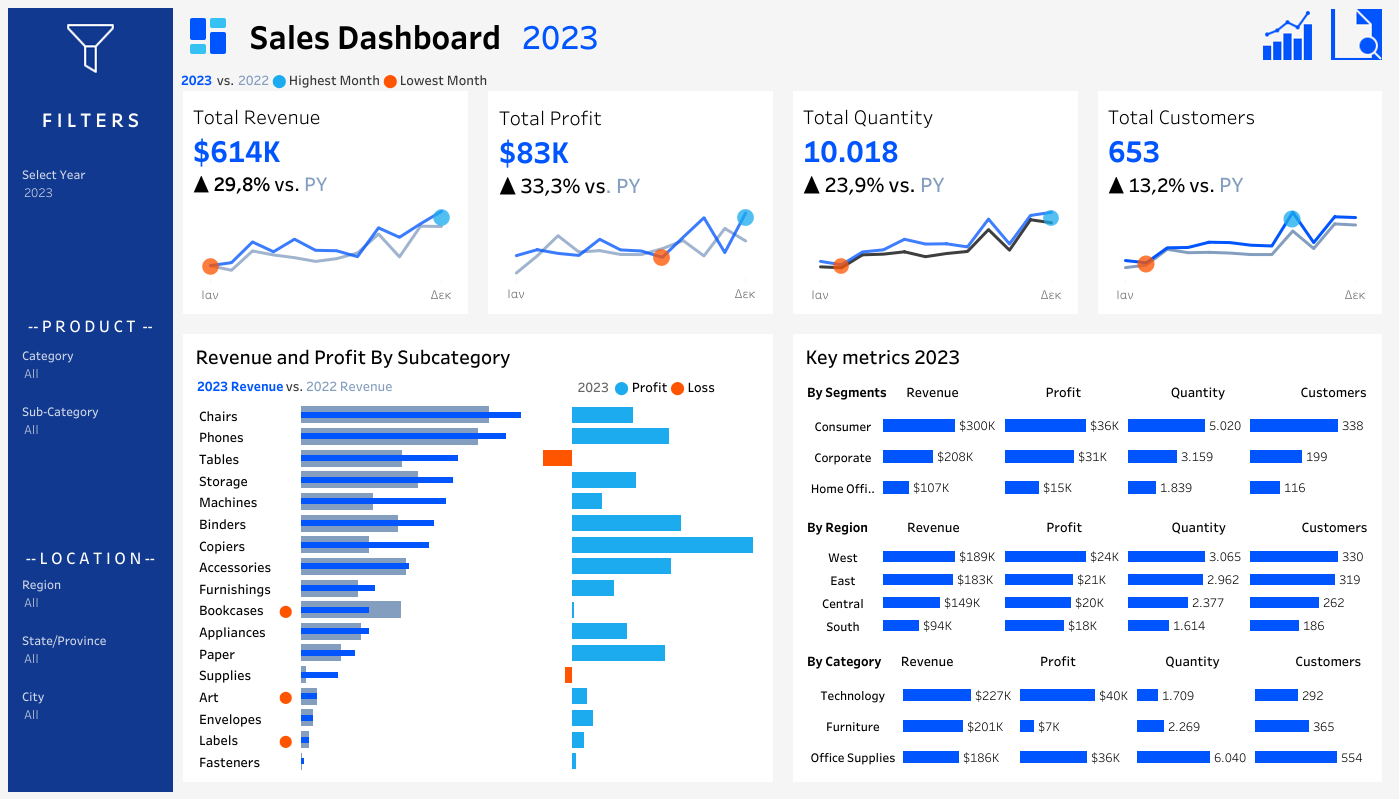 FILTERS
Select Year
2023
--PRODUCT--
Category
All
Sub-Category
All
--LOCATION--
Region
All
State/Province
All
City
All
Sales Dashboard 2023
2023 vs. 2022 Highest Month Lowest Month
Total Revenue
$614K
▲ 29,8% vs. PY
Ιαν Δεκ
Total Profit
$83K
▲ 33,3% vs. PY
Ιαν Δεκ
Total Quantity
10.018
▲ 23,9% vs. PY
Ιαν Δεκ
Total Customers
653
▲ 13,2% vs. PY
Ιαν Δεκ
Revenue and Profit By Subcategory
2023 Revenue vs. 2022 Revenue 2023 Profit Loss
Chairs
Phones
Tables
Storage
Machines
Binders
Copiers
Accessories
Furnishings
Bookcases
Appliances
Paper
Supplies
Art
Envelopes
Labels
Fasteners
Key metrics 2023
By Segments Revenue Profit Quantity Customers
Consumer $300K $36K 5.020 338
Corporate $208K $31K 3.159 199
Home Offi.. $107K $15K 1.839 116
By Region Revenue Profit Quantity Customers
West $189K $24K 3.065 330
East $183K $21K 2.962 319
Central $149K $20K 2.377 262
South $94K $18K 1.614 186
By Category Revenue Profit Quantity Customers
Technology $227K $40K 1.709 292
Furniture $201K $7K 2.269 365
Office Supplies $186K $36K 6.040 554